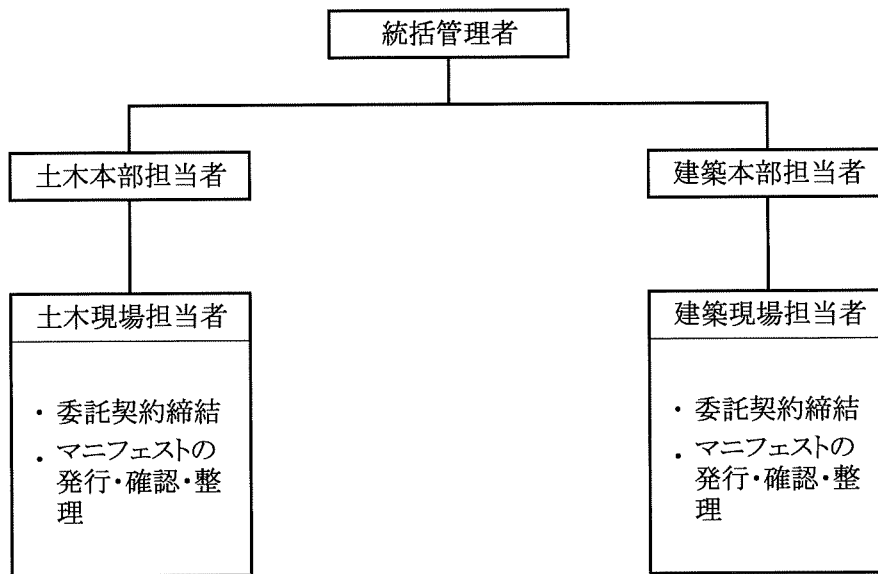 統括管理者
土木本部担当者
建築本部担当者
土木現場担当者
・ 委託契約締結
・ マニフェストの
発行・確認・整
理
建築現場担当者
・ 委託契約締結
・ マニフェストの
発行・確認・整
理